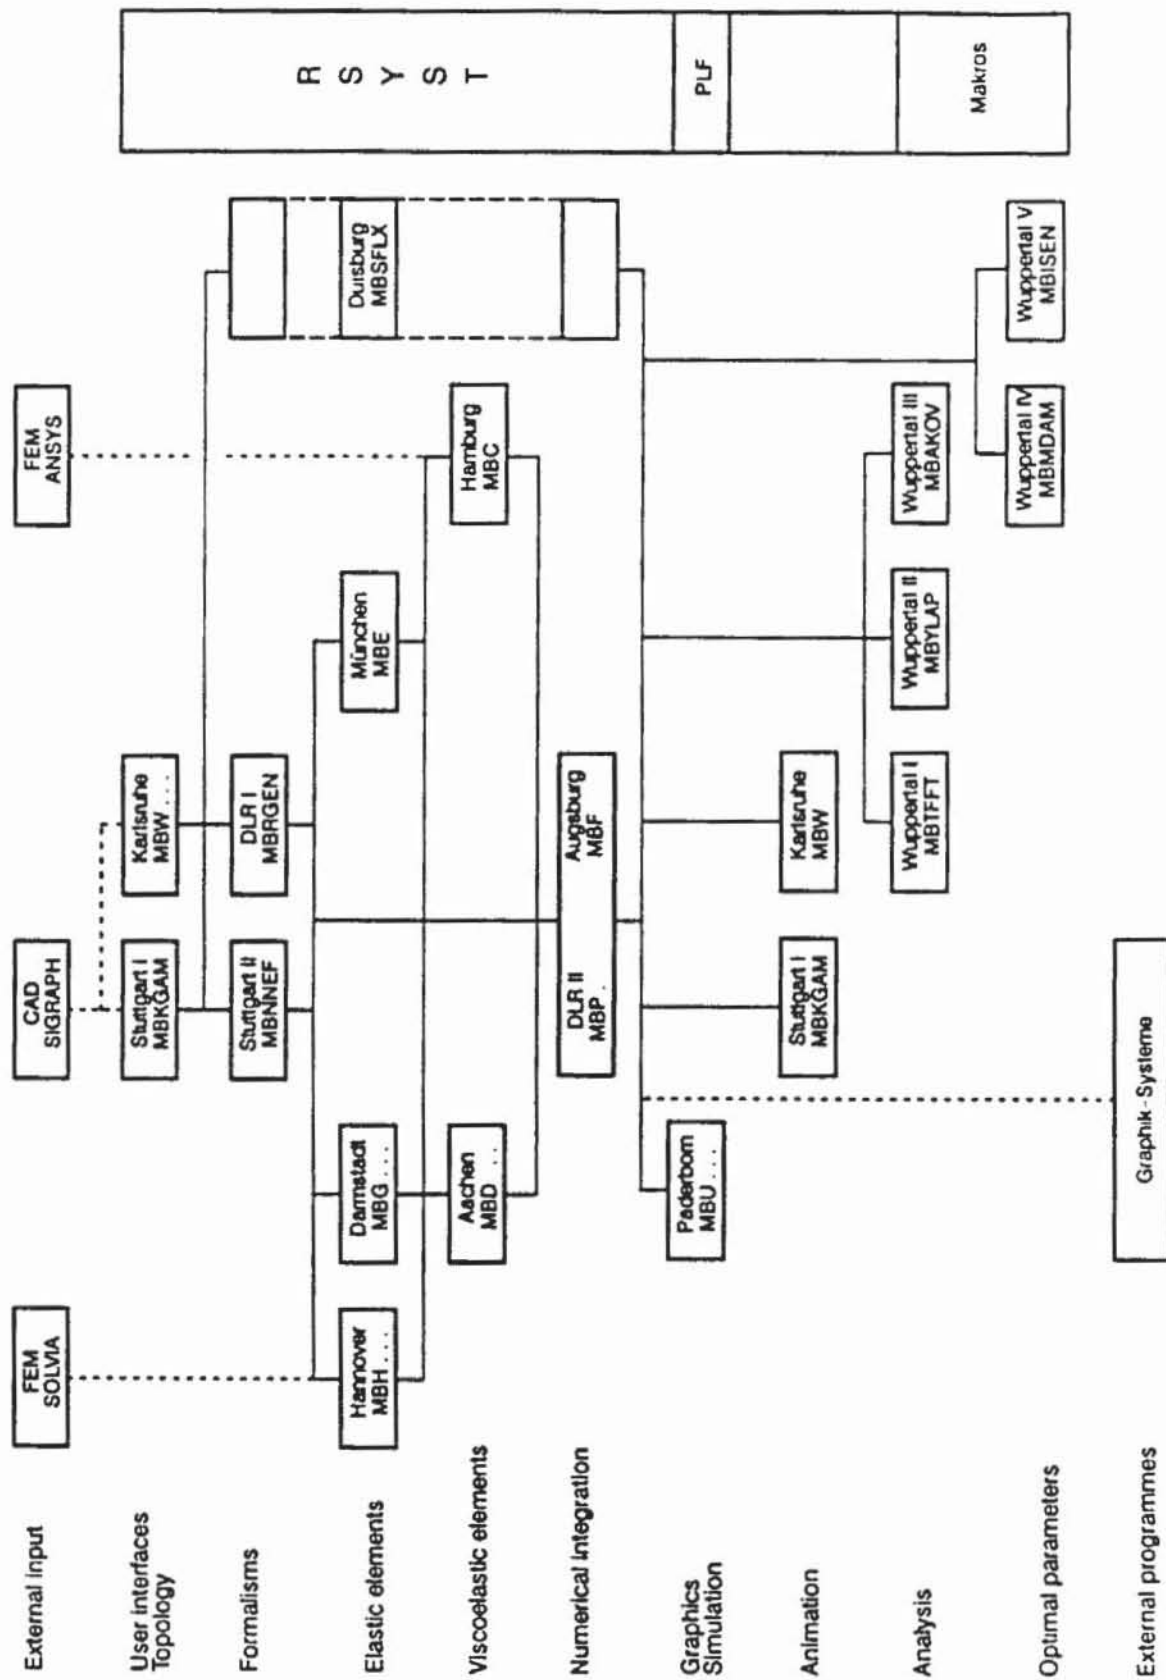 External input
FEM
SOLVIA
CAD
SIGRAPH
FEM
ANSYS
User interfaces
Topology
Stuttgart I
MBKGAM
Karlsruhe
MBW . . .
Formalisms
Stuttgart II
MBNNEF
DLR I
MBRGEN
Elastic elements
Hannover
MBH . . .
Darmstadt
MBG . . .
München
MBE
Duisburg
MBSFLX
Viscoelastic elements
Aachen
MBD . .
Hamburg
MBC
Numerical integration
DLR II
MBP .
Augsburg
MBF
Graphics
Simulation
Paderborn
MBU . . .
Animation
Stuttgart I
MBKGAM
Karlsruhe
MBW
Analysis
Wuppertal I
MBTFFT
Wuppertal II
MBYLAP
Wuppertal III
MBAKOV
Optimal parameters
Wuppertal IV
MBMDAM
Wuppertal V
MBISEN
External programmes
Graphik - Systeme
R
S
Y
S
T
PLF
Makros